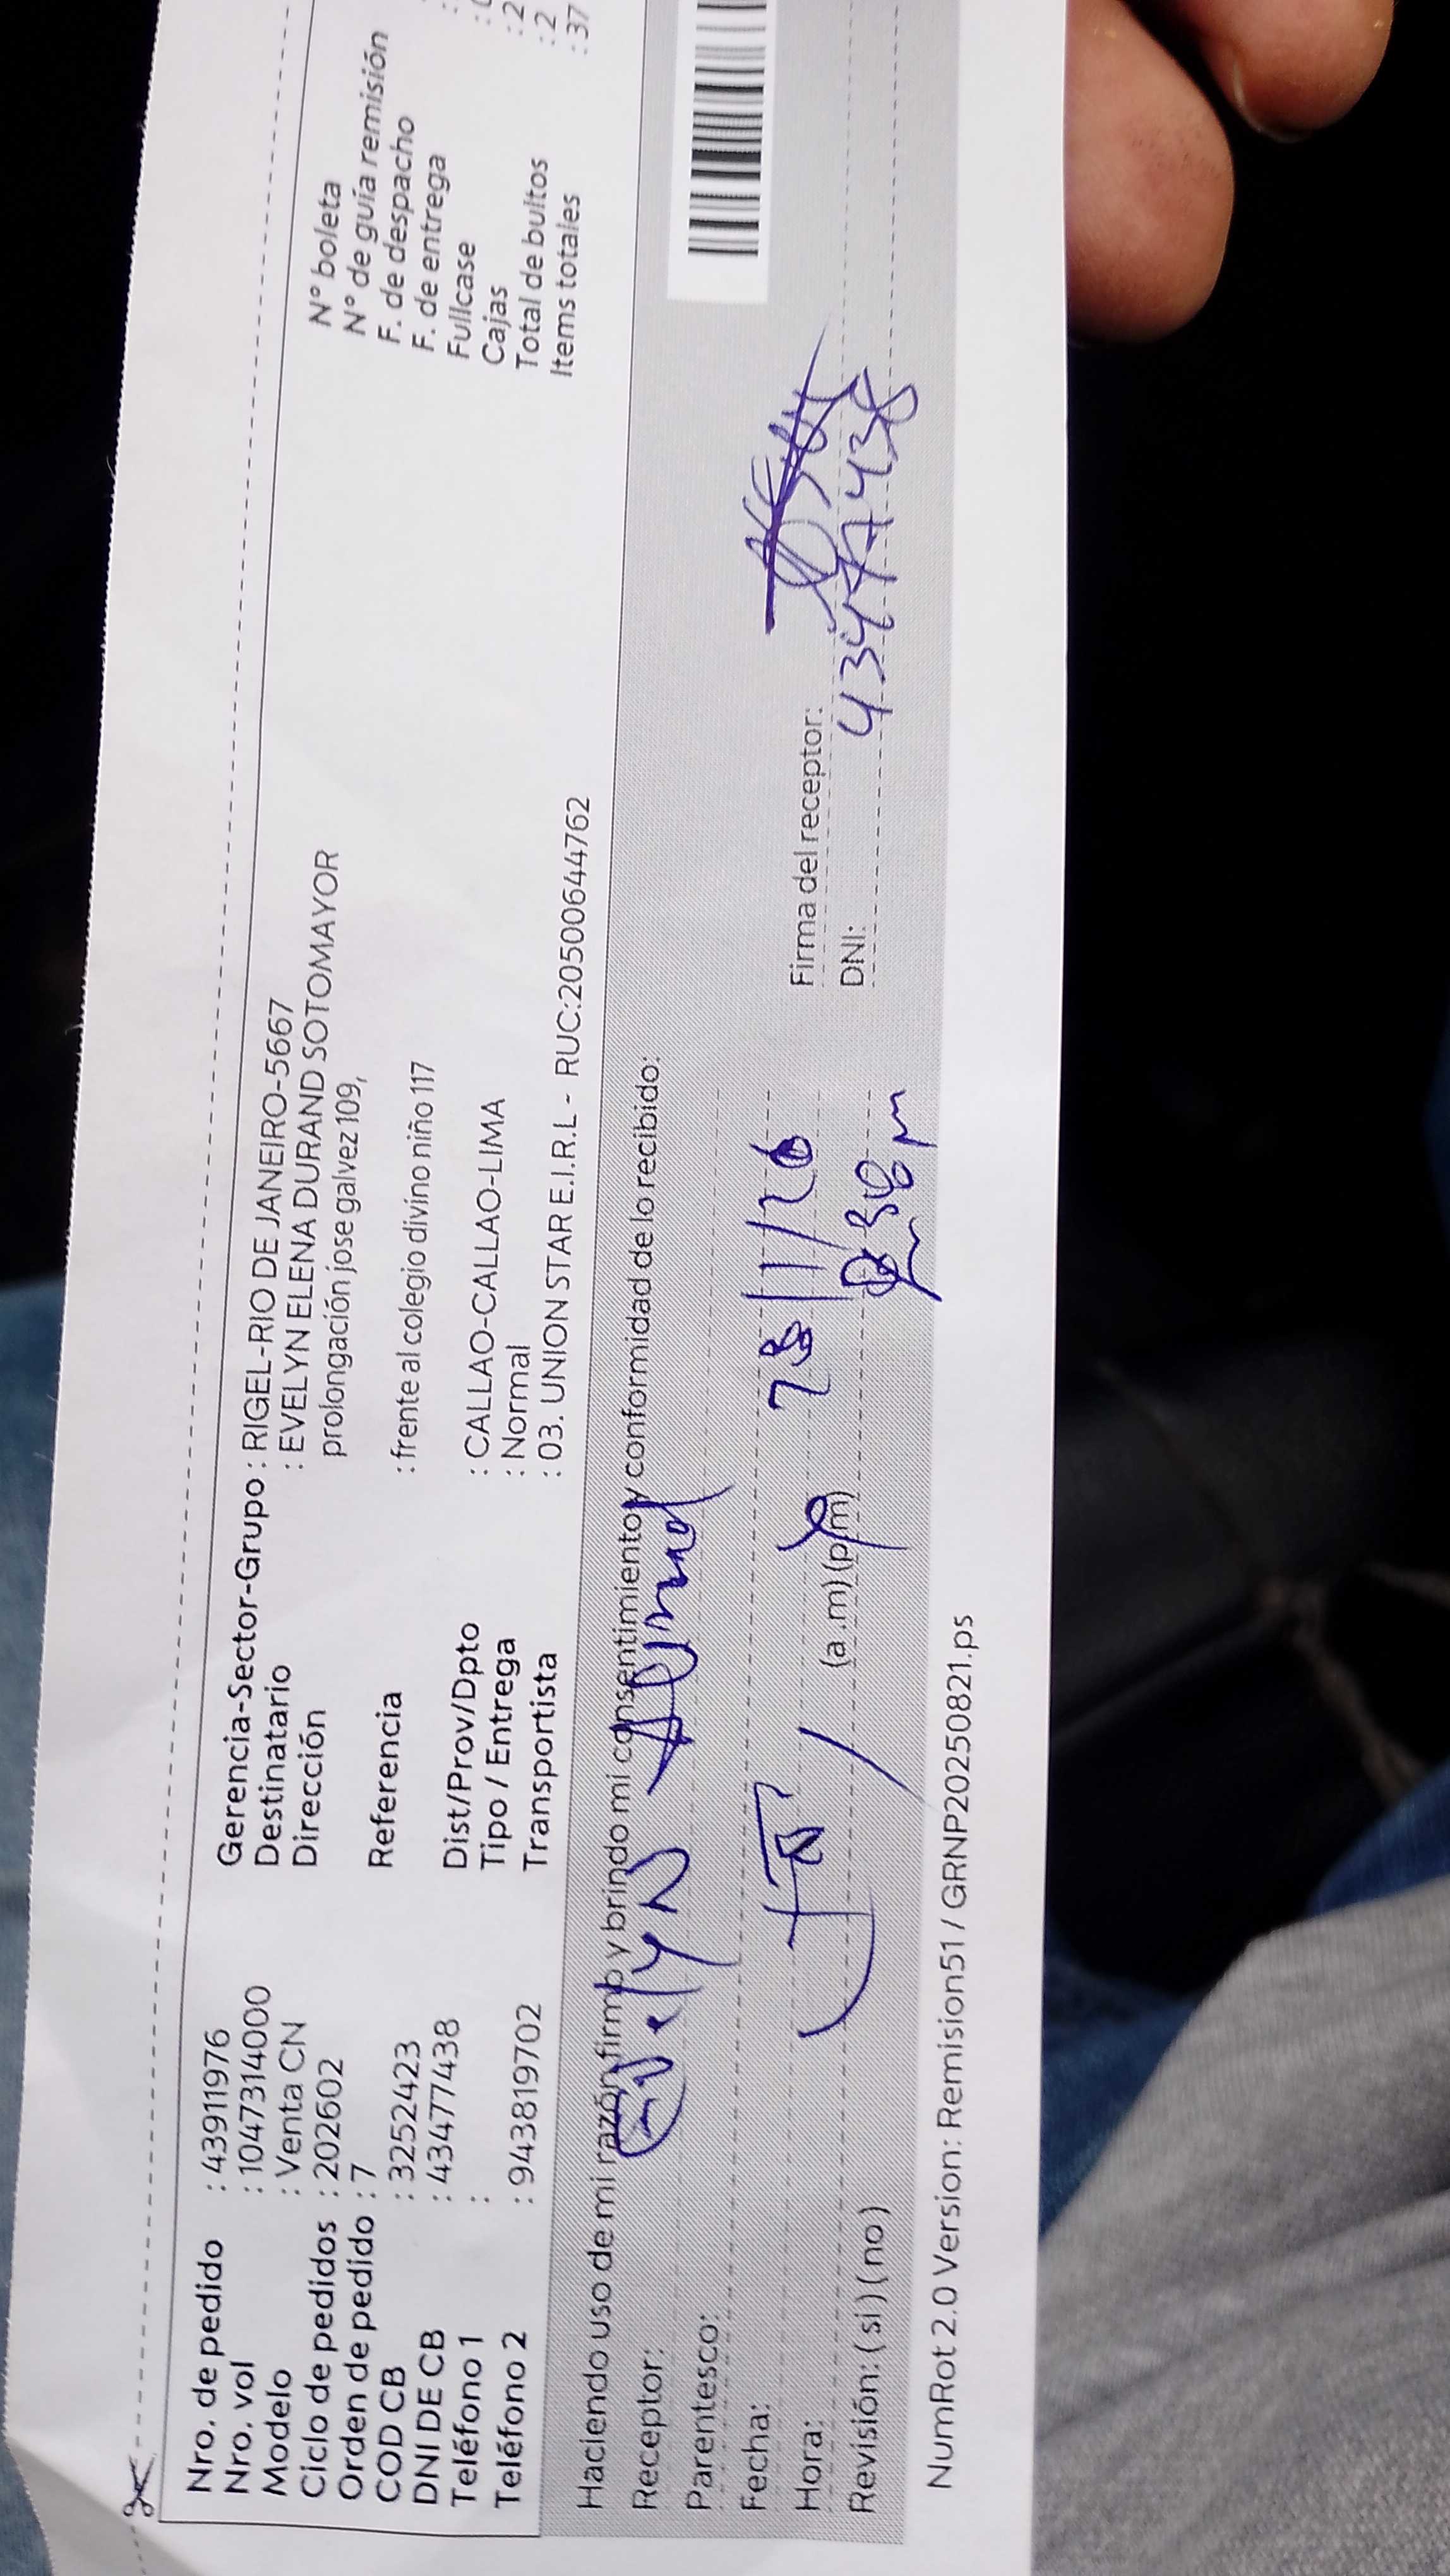 Nro. de pedido : 43911976
Nro. vol : 1047314000
Modelo : Venta CN
Ciclo de pedidos : 202602
Orden de pedido : 7
COD CB : 3252423
DNI DE CB : 43477438
Teléfono 1 :
Teléfono 2 : 943819702
Gerencia-Sector-Grupo : RIGEL-RIO DE JANEIRO-5667
Destinatario : EVELYN ELENA DURAND SOTOMAYOR
Dirección prolongación jose galvez 109,
Referencia : frente al colegio divino niño 117
Dist/Prov/Dpto : CALLAO-CALLAO-LIMA
Tipo / Entrega : Normal
Transportista : 03. UNION STAR E.I.R.L - RUC:20500644762
N° boleta
N° de guía remisión
F. de despacho
F. de entrega
Fullcase
Cajas
Total de bultos
Items totales : 37
Haciendo uso de mi razón firmo y brindo mi consentimiento y conformidad de lo recibido:
Receptor: Evelyn
Parentesco:
Fecha: 28/1/26
Hora: (a .m) (p m)
Revisión: ( si ) ( no )
Firma del receptor:
DNI: 43477438
NumRot 2.0 Version: Remision51 / GRNP20250821.ps